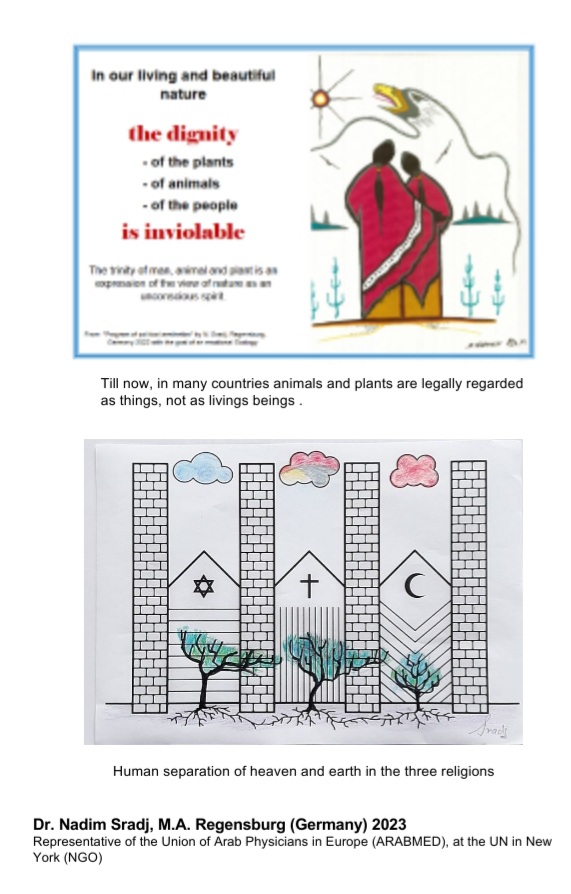 In our living and beautiful
nature
the dignity
- of the plants
- of animals
- of the people
is inviolable
The trinity of man, animal and plant is an
expression of the view of nature as an
unconscious spirit.
From "Progress of political aesthetics" by N. Sradj, Regensburg,
Germany 2022 with the goal of an emotional Ecology
Till now, in many countries animals and plants are legally regarded
as things, not as livings beings .
Sradj
Human separation of heaven and earth in the three religions
Dr. Nadim Sradj, M.A. Regensburg (Germany) 2023
Representative of the Union of Arab Physicians in Europe (ARABMED), at the UN in New
York (NGO)